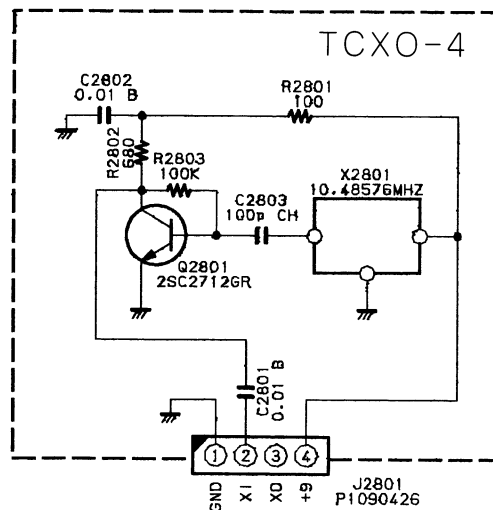 TCXO-4
C2802
0.01 B
R2801
100
R2802
680
R2803
100K
X2801
10.48576MHZ
C2803
100p CH
Q2801
2SC2712GR
C2801
0.01 B
1 2 3 4
GND
XI
XO
+9
J2801
P1090426